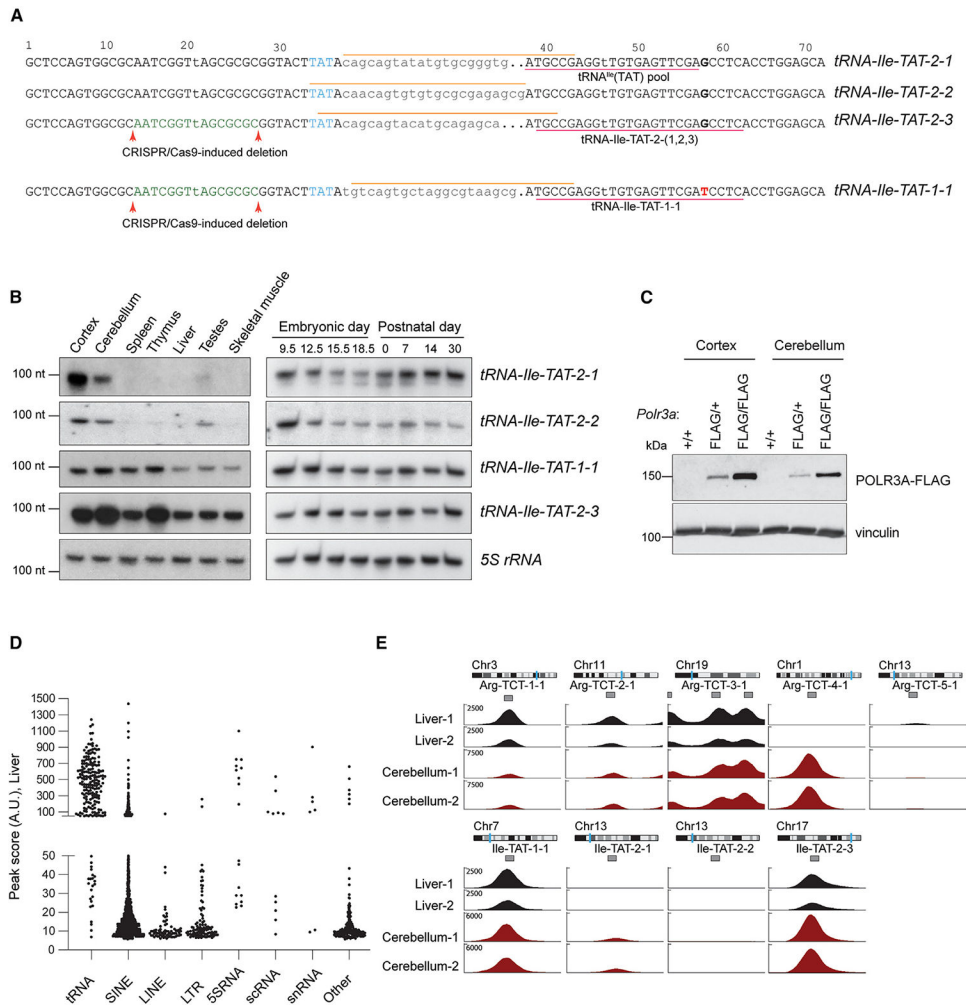 A
1 10 20 30 40 50 60 70
GCTCCAGTGGCGCAATCGGTtAGCGCGCGGTACTTATAcagcagtatatgtgcgggtg..ATGCCGAGGtTGTGAGTTCGAGCCTCACCTGGAGCA tRNA-Ile-TAT-2-1
tRNAIle(TAT) pool
GCTCCAGTGGCGCAATCGGTtAGCGCGCGGTACTTATAcaacagtgtgtgcgagagcgATGCCGAGGtTGTGAGTTCGAGCCTCACCTGGAGCA tRNA-Ile-TAT-2-2
GCTCCAGTGGCGCAATCGGTtAGCGCGCGGTACTTATAcagcagtacatgcagagca...ATGCCGAGGtTGTGAGTTCGAGCCTCACCTGGAGCA tRNA-Ile-TAT-2-3
CRISPR/Cas9-induced deletion
tRNA-Ile-TAT-2-(1,2,3)
GCTCCAGTGGCGCAATCGGTtAGCGCGCGGTACTTATAtgtcagtgctaggcgtaagcg.ATGCCGAGGtTGTGAGTTCGATCCTCACCTGGAGCA tRNA-Ile-TAT-1-1
CRISPR/Cas9-induced deletion
tRNA-Ile-TAT-1-1
B
Cortex Cerebellum Spleen Thymus Liver Testes Skeletal muscle
Embryonic day Postnatal day
9.5 12.5 15.5 18.5 0 7 14 30
100 nt tRNA-Ile-TAT-2-1
100 nt tRNA-Ile-TAT-2-2
100 nt tRNA-Ile-TAT-1-1
100 nt tRNA-Ile-TAT-2-3
100 nt 5S rRNA
C
Cortex Cerebellum
Polr3a: +/+ FLAG/+ FLAG/FLAG +/+ FLAG/+ FLAG/FLAG
kDa
150 POLR3A-FLAG
100 vinculin
D
Peak score (A.U.), Liver
1500
1300
1100
900
700
500
300
100
50
40
30
20
10
0
tRNA SINE LINE LTR 5SRNA scRNA snRNA Other
E
Chr3 Chr11 Chr19 Chr1 Chr13
Arg-TCT-1-1 Arg-TCT-2-1 Arg-TCT-3-1 Arg-TCT-4-1 Arg-TCT-5-1
Liver-1 2500
Liver-2 2500
Cerebellum-1 7500
Cerebellum-2 7500
Chr7 Chr13 Chr13 Chr17
Ile-TAT-1-1 Ile-TAT-2-1 Ile-TAT-2-2 Ile-TAT-2-3
Liver-1 2500
Liver-2 2500
Cerebellum-1 6000
Cerebellum-2 6000